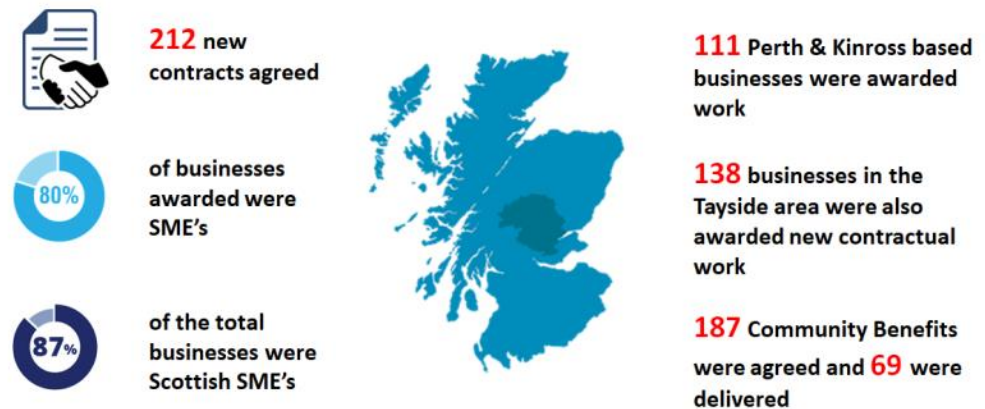 212 new
contracts agreed
80%
of businesses
awarded were
SME's
87%
of the total
businesses were
Scottish SME's
111 Perth & Kinross based
businesses were awarded
work
138 businesses in the
Tayside area were also
awarded new contractual
work
187 Community Benefits
were agreed and 69 were
delivered